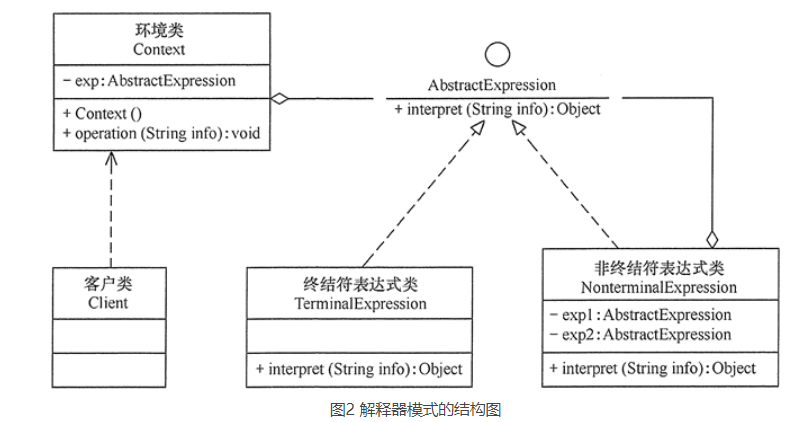 环境类
Context
- exp: AbstractExpression
+ Context ()
+ operation (String info): void
AbstractExpression
+ interpret (String info): Object
客户类
Client
终结符表达式类
TerminalExpression
+ interpret (String info): Object
非终结符表达式类
NonterminalExpression
- exp1: AbstractExpression
- exp2: AbstractExpression
+ interpret (String info): Object
图2 解释器模式的结构图